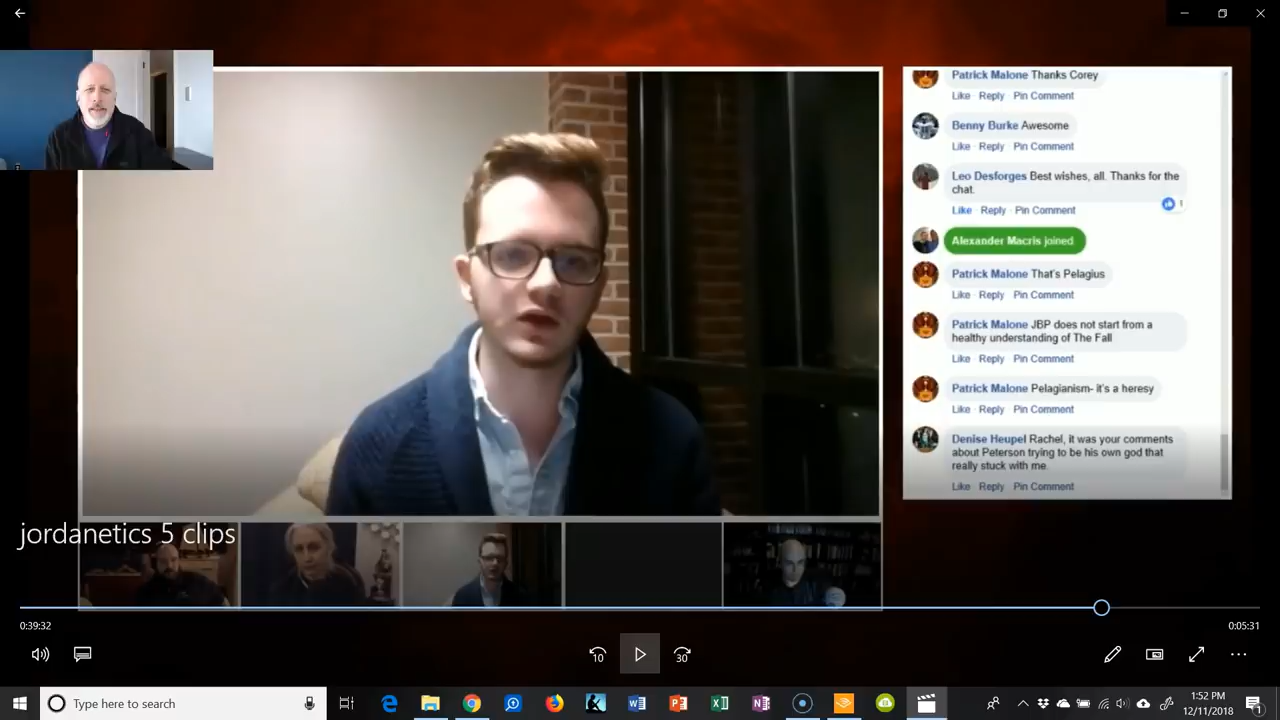 Patrick Malone Thanks Corey
Like · Reply · Pin Comment
Benny Burke Awesome
Like · Reply · Pin Comment
Leo Desforges Best wishes, all. Thanks for the
chat.
Like · Reply · Pin Comment
1
Alexander Macris joined
Patrick Malone That's Pelagius
Like · Reply · Pin Comment
Patrick Malone JBP does not start from a
healthy understanding of The Fall
Like · Reply · Pin Comment
Patrick Malone Pelagianism- it's a heresy
Like · Reply · Pin Comment
Denise Heupel Rachel, it was your comments
about Peterson trying to be his own god that
really stuck with me.
Like · Reply · Pin Comment
jordanetics 5 clips
0:39:32
0:05:31
10
30
Type here to search
1:52 PM
12/11/2018